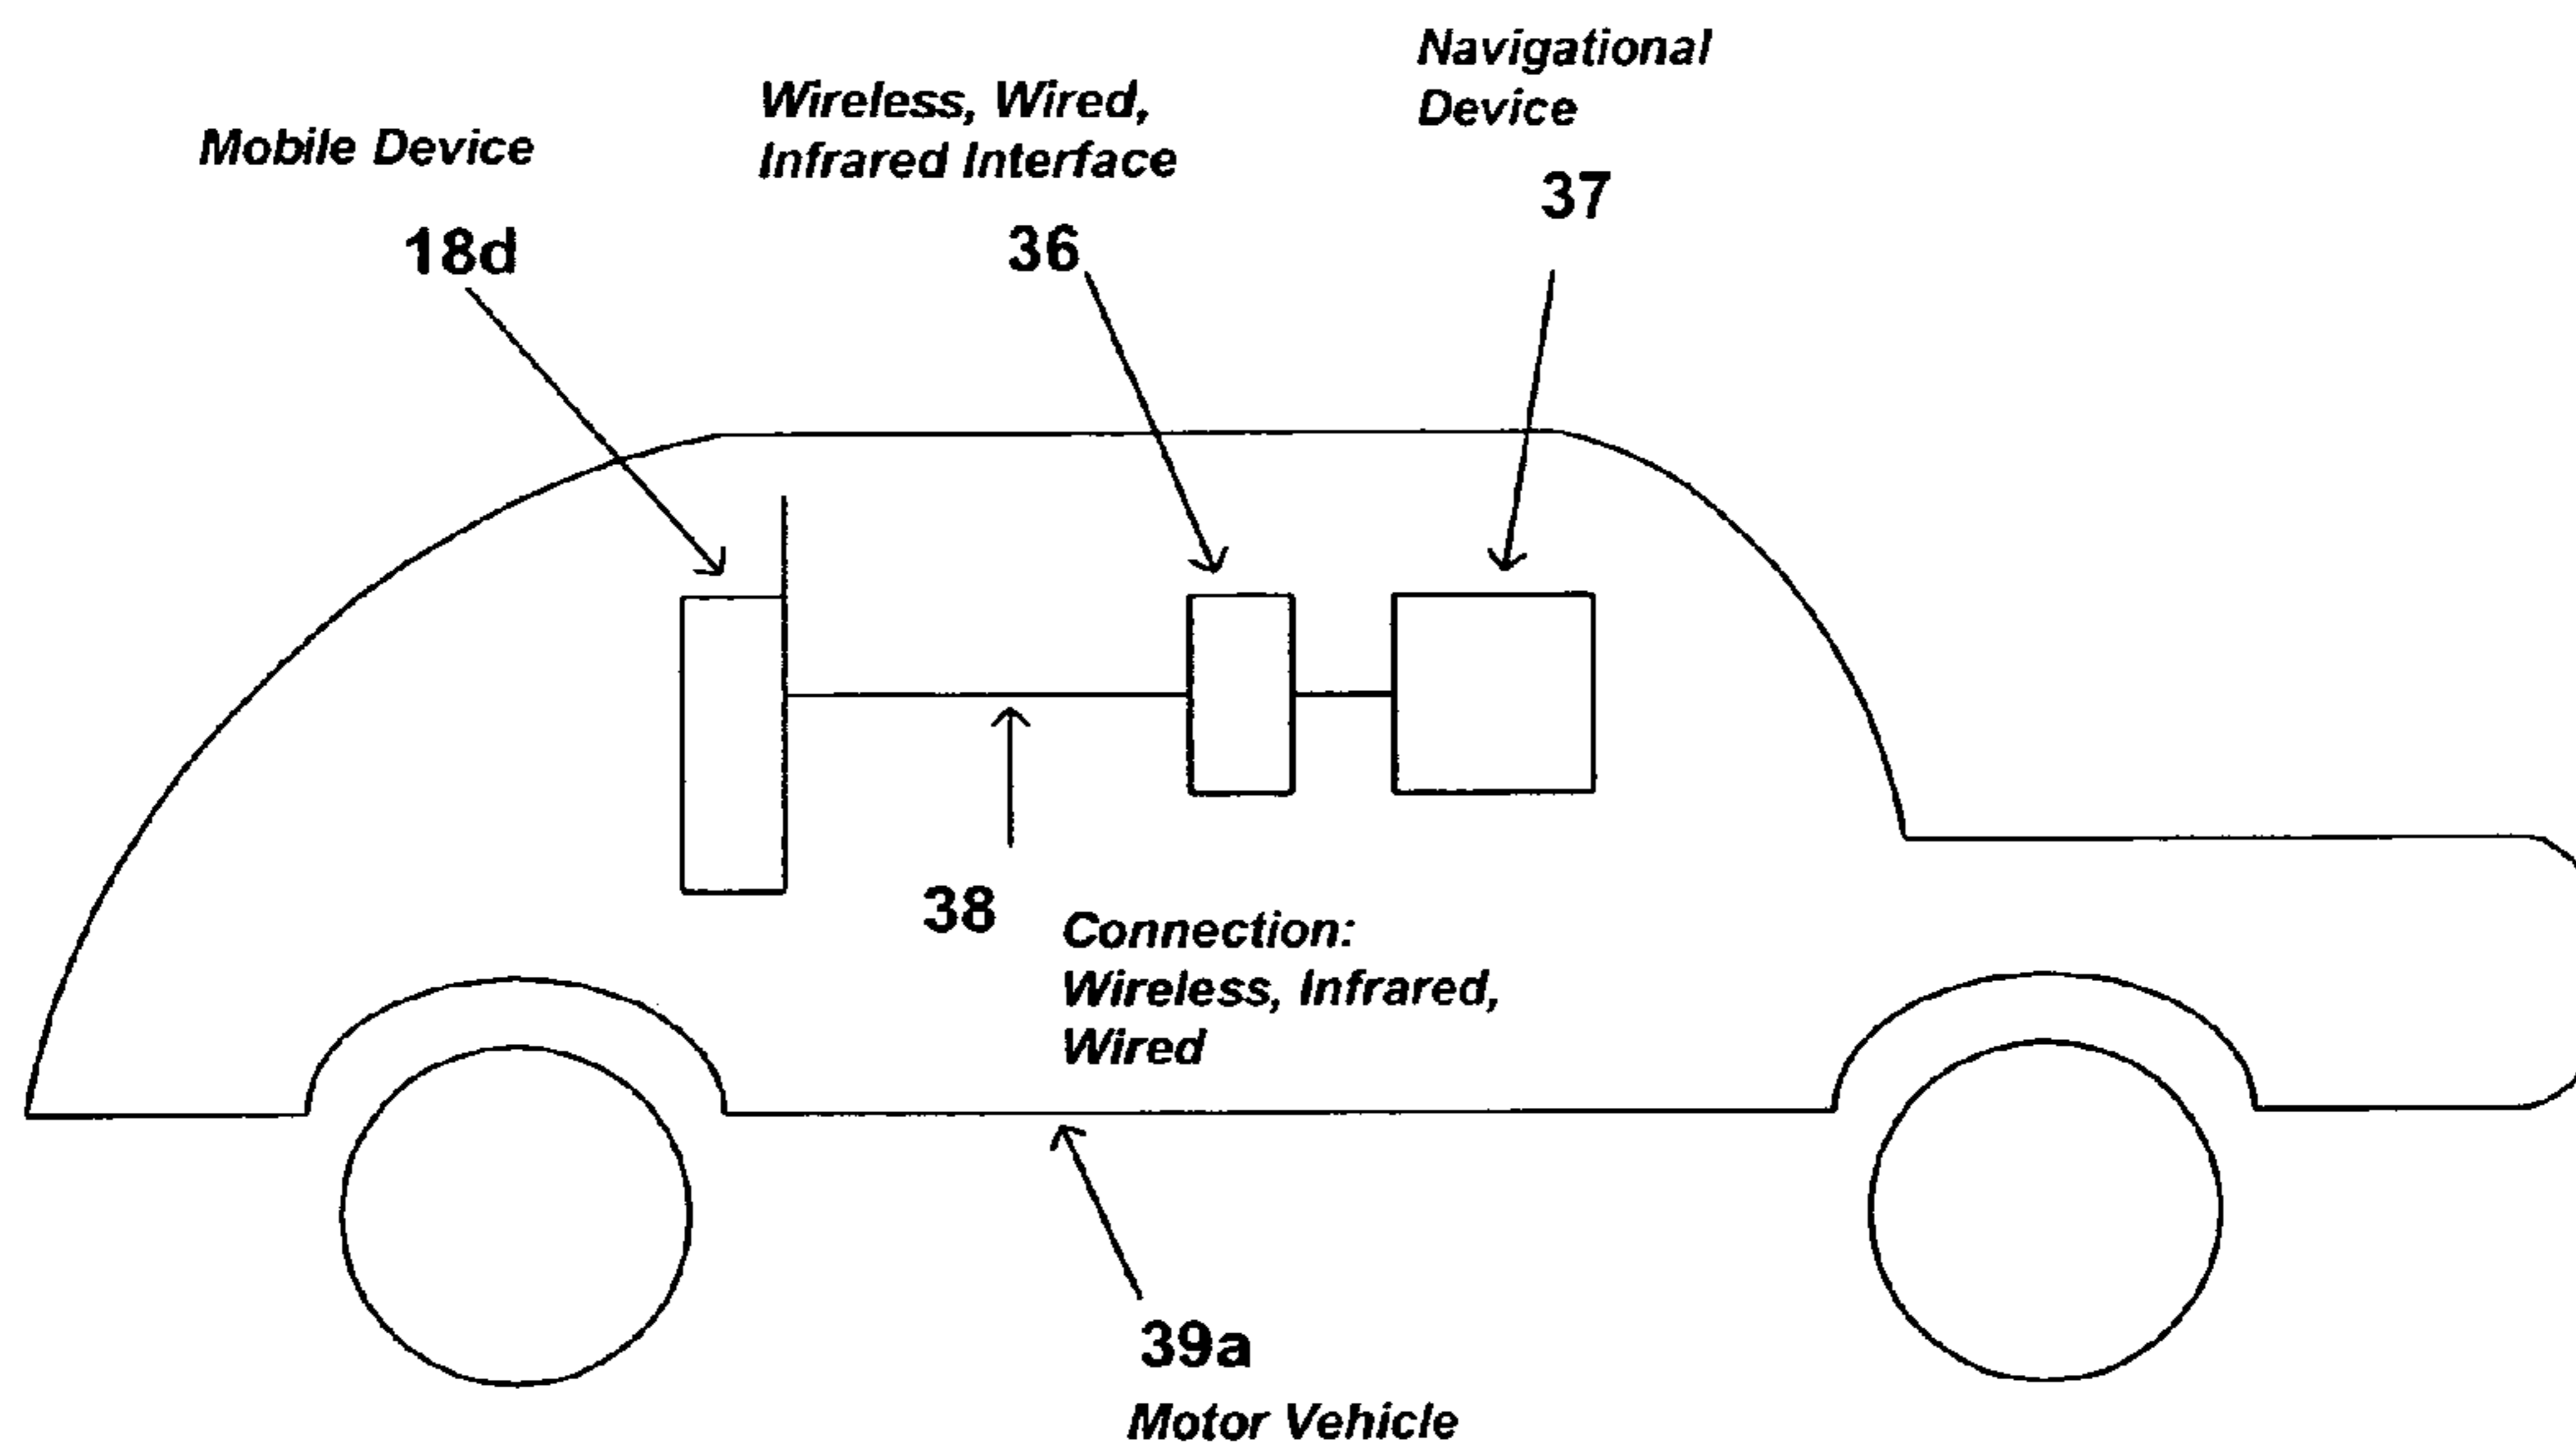 Navigational
Device
37
Wireless, Wired,
Infrared Interface
36
Mobile Device
18d
38
Connection:
Wireless, Infrared,
Wired
39a
Motor Vehicle